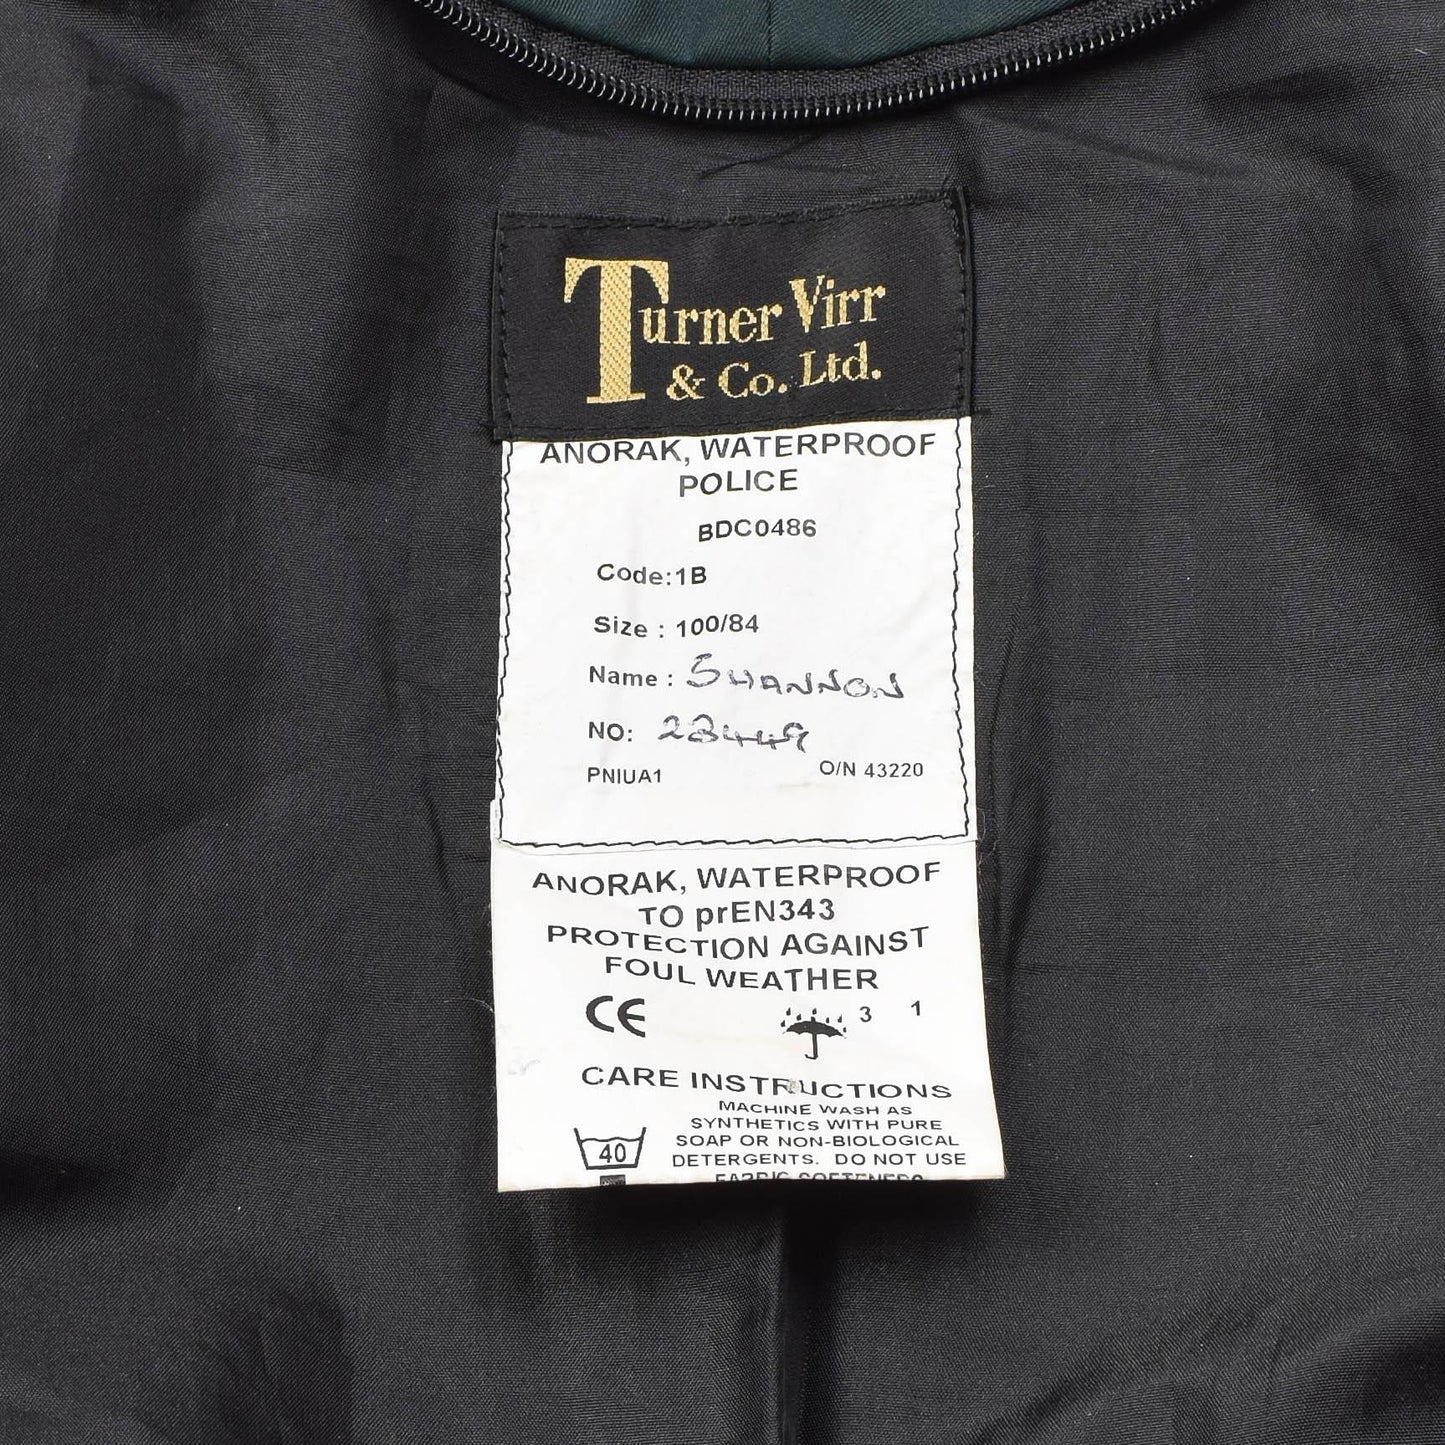 Turner Virr
& Co. Ltd.
ANORAK, WATERPROOF
POLICE
BDC0486
Code:1B
Size : 100/84
Name : SHANNON
NO: 23449
PNIUA1 O/N 43220
ANORAK, WATERPROOF
TO prEN343
PROTECTION AGAINST
FOUL WEATHER
CE 3 1
CARE INSTRUCTIONS
MACHINE WASH AS
SYNTHETICS WITH PURE
SOAP OR NON-BIOLOGICAL
40 DETERGENTS. DO NOT USE
FABRIC SOFTENERS